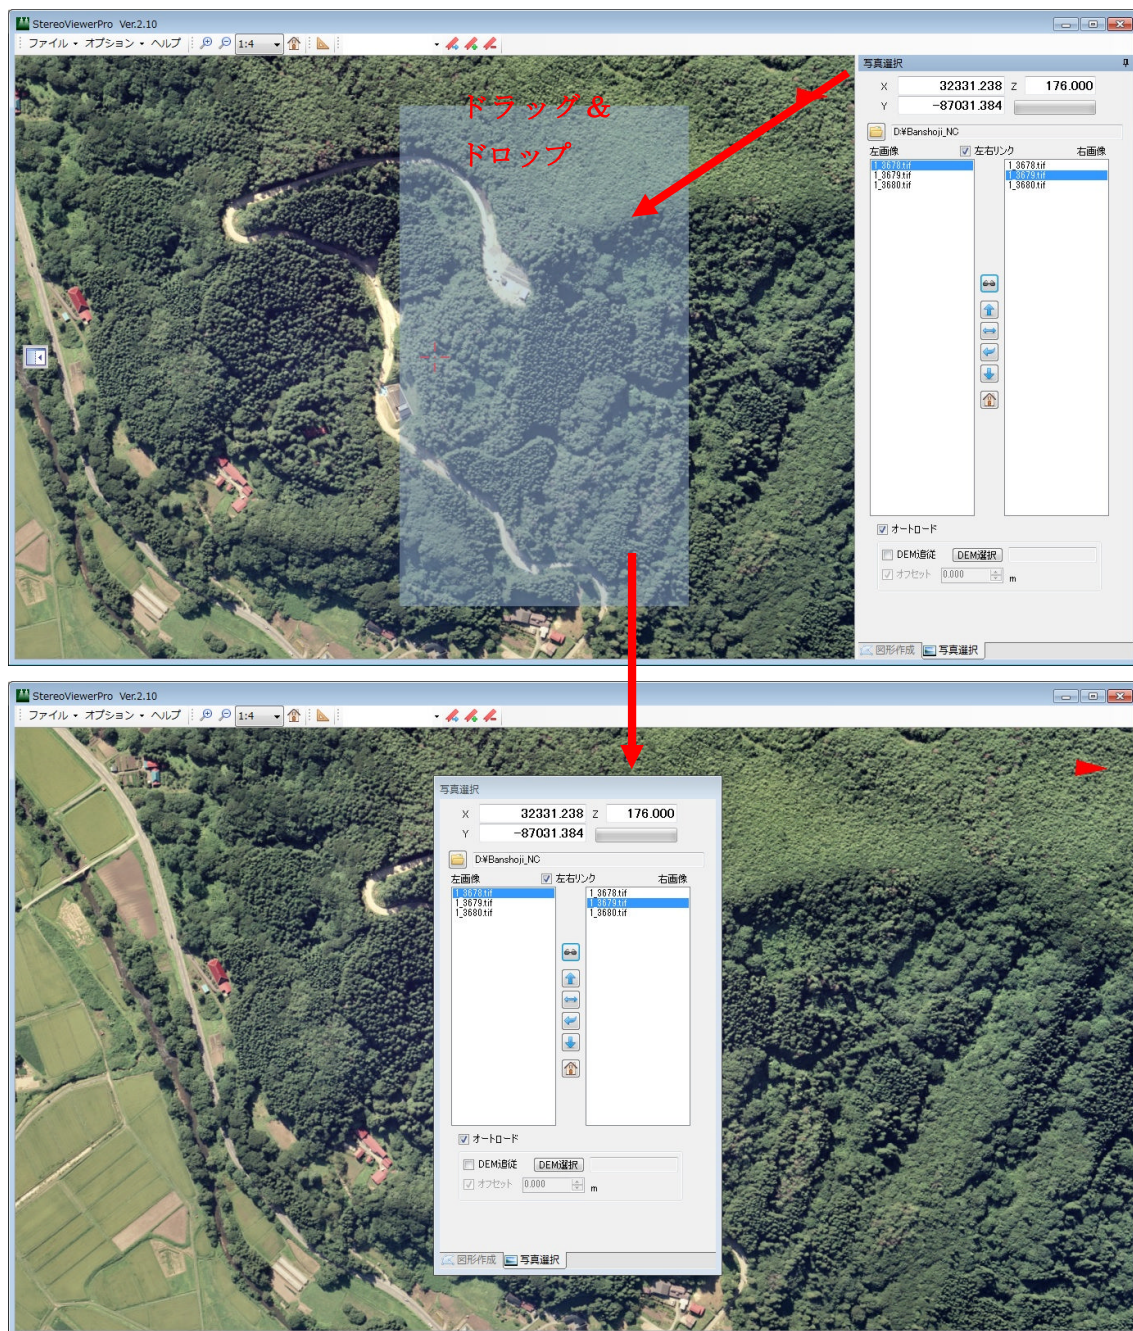 StereoViewerPro Ver.2.10
ファイル オプション ヘルプ 1:4
写真選択
ドラッグ &
ドロップ
X 32331.238 Z 176.000
Y -87031.384
D:¥Banshoji_NC
左画像 左右リンク 右画像
1_3678.tif 1_3678.tif
1_3679.tif 1_3679.tif
1_3680.tif 1_3680.tif
オートロード
DEM追従 DEM選択
オフセット 0.000 m
図形作成 写真選択
StereoViewerPro Ver.2.10
ファイル オプション ヘルプ 1:4
写真選択
X 32331.238 Z 176.000
Y -87031.384
D:¥Banshoji_NC
左画像 左右リンク 右画像
1_3678.tif 1_3678.tif
1_3679.tif 1_3679.tif
1_3680.tif 1_3680.tif
オートロード
DEM追従 DEM選択
オフセット 0.000 m
図形作成 写真選択